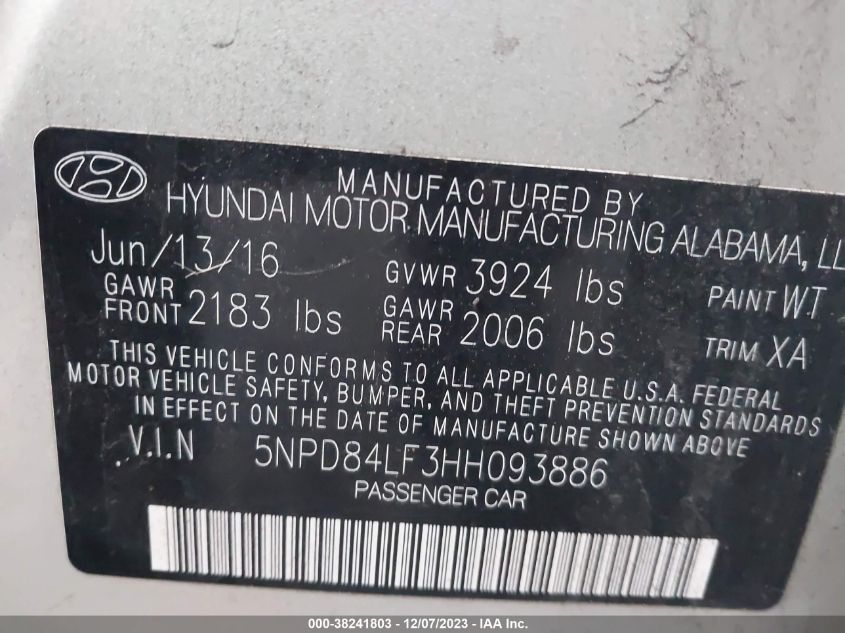 MANUFACTURED BY
HYUNDAI MOTOR MANUFACTURING ALABAMA, LL
Jun/13/16 GVWR 3924 lbs PAINT WT
GAWR FRONT 2183 lbs GAWR REAR 2006 lbs TRIM XA
THIS VEHICLE CONFORMS TO ALL APPLICABLE U.S.A. FEDERAL
MOTOR VEHICLE SAFETY, BUMPER, AND THEFT PREVENTION STANDARDS
IN EFFECT ON THE DATE OF MANUFACTURE SHOWN ABOVE
V.I.N 5NPD84LF3HH093886
PASSENGER CAR
000-38241803 - 12/07/2023 - IAA Inc.